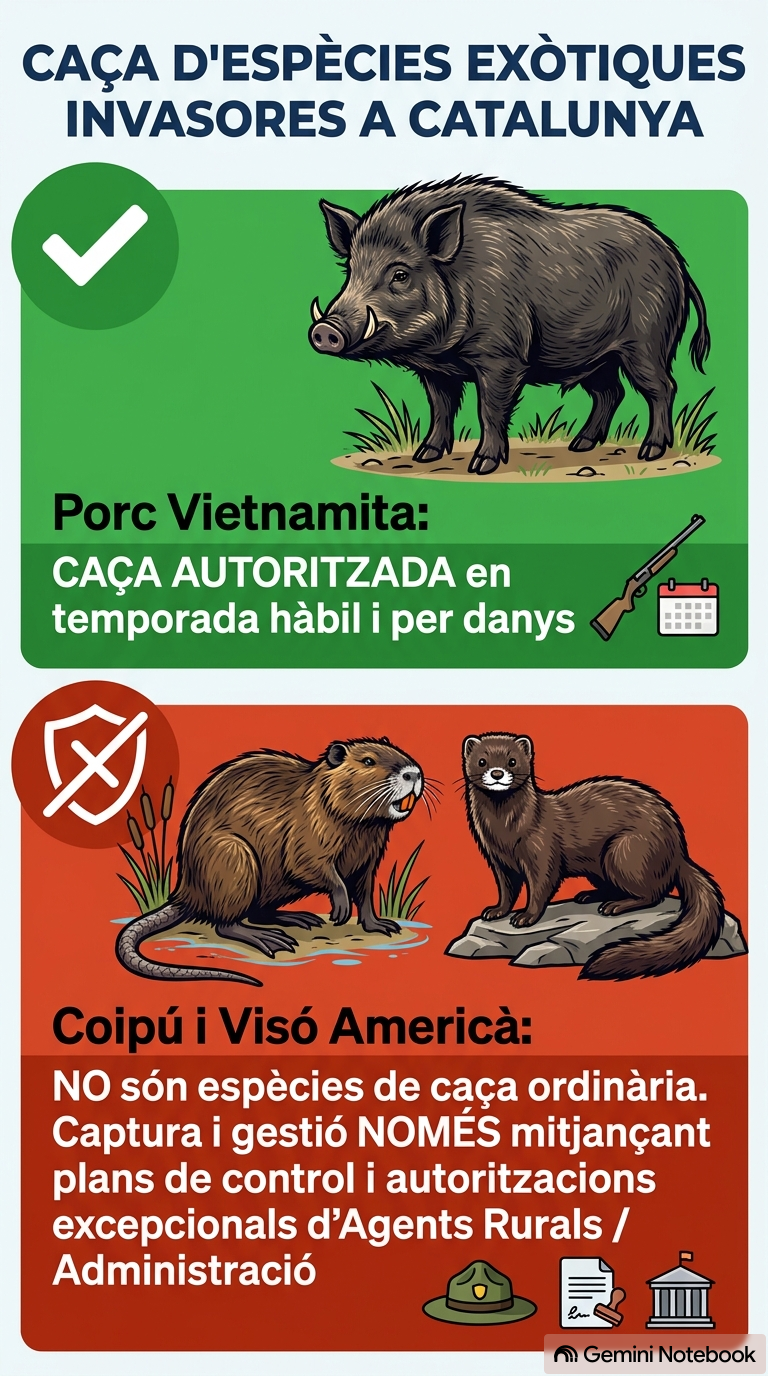 CAÇA D'ESPÈCIES EXÒTIQUES
INVASORES A CATALUNYA
Porc Vietnamita:
CAÇA AUTORITZADA en
temporada hàbil i per danys
Coipú i Visó Americà:
NO són espècies de caça ordinària.
Captura i gestió NOMÉS mitjançant
plans de control i autoritzacions
excepcionals d’Agents Rurals /
Administració
Gemini Notebook